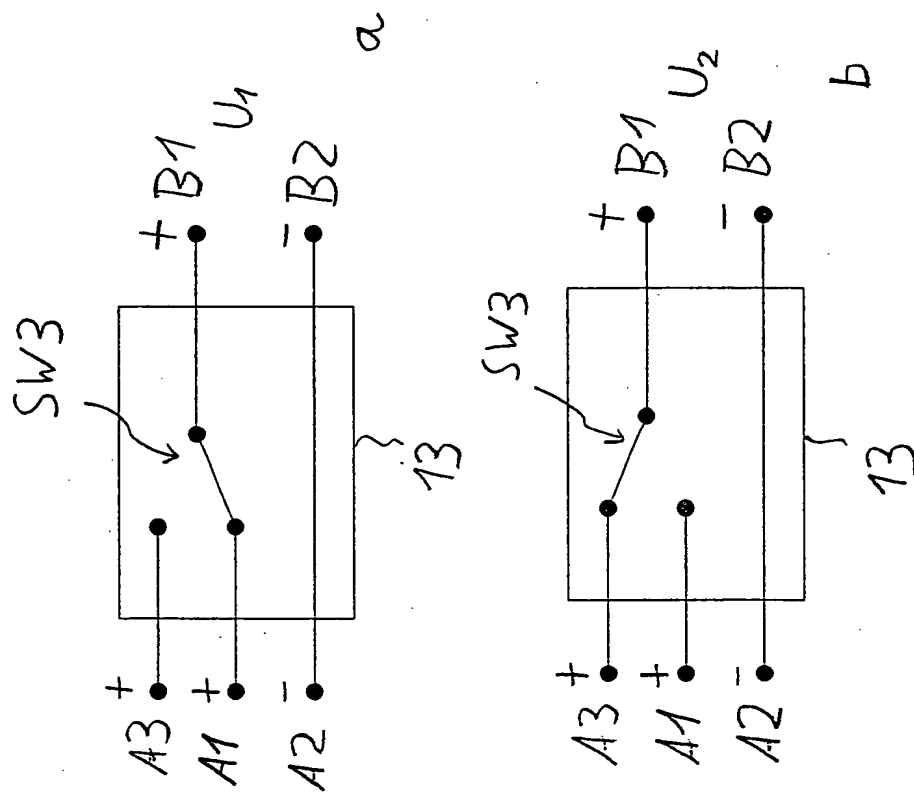 SW3
A3 +
+ B1
A1 +
U₁
A2 −
− B2
13
a
SW3
A3 +
+ B1
A1 +
U₂
A2 −
− B2
13
b